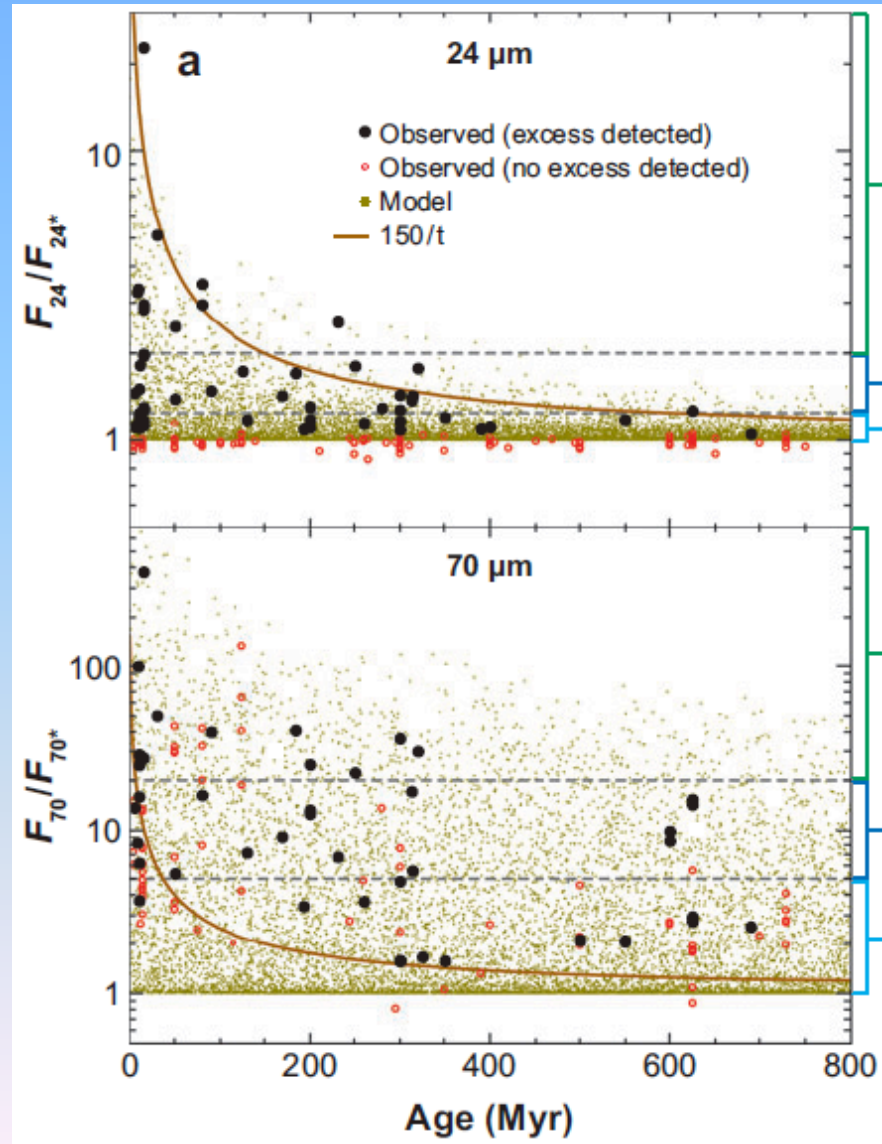 a
24 µm
Observed (excess detected)
Observed (no excess detected)
Model
150/t
10
1
F24/F24*
70 µm
100
10
1
F70/F70*
0 200 400 600 800
Age (Myr)